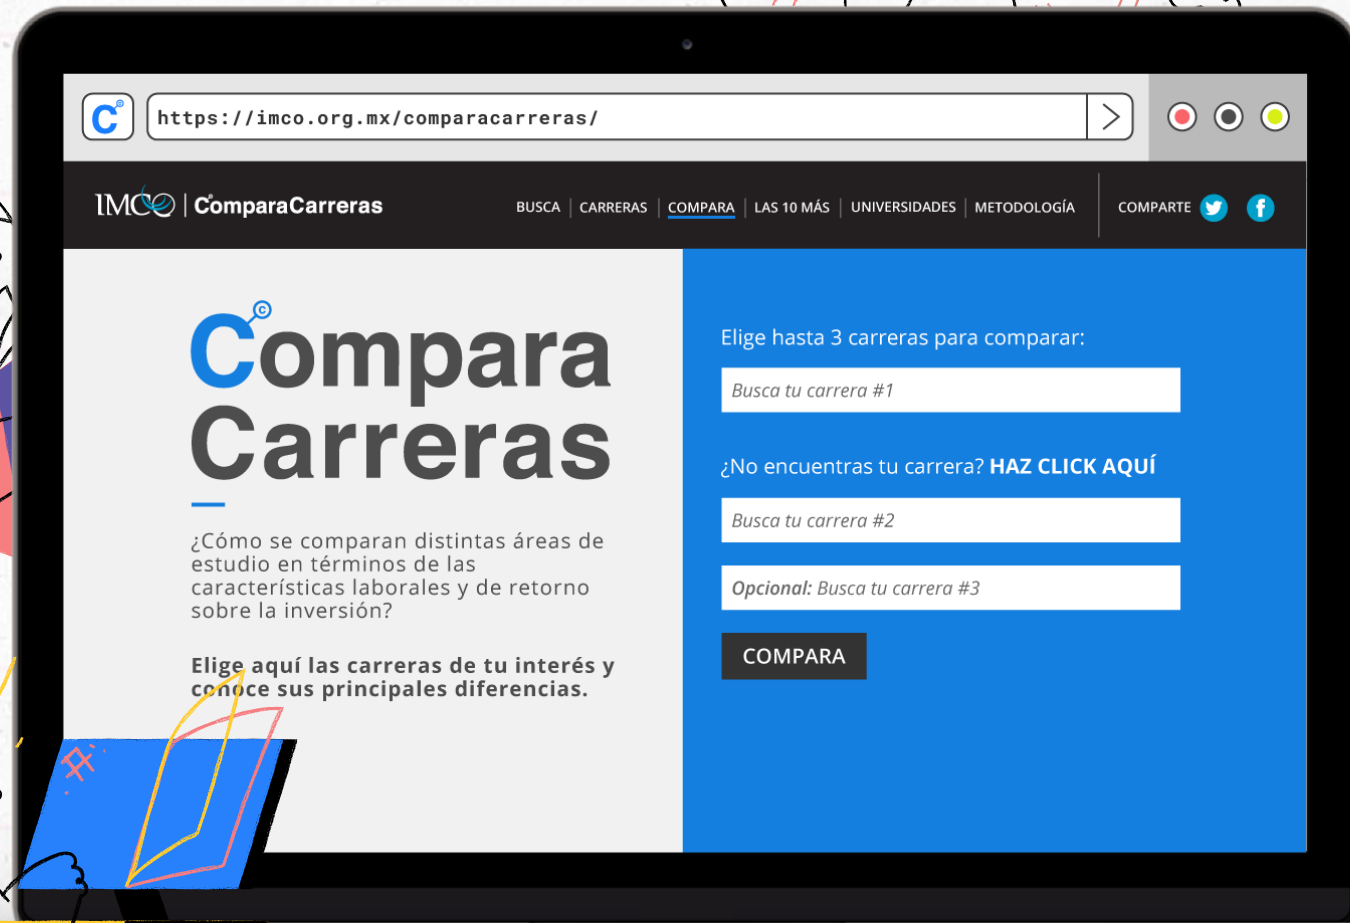 C
https://imco.org.mx/comparacarreras/
IMCO | ComparaCarreras
BUSCA | CARRERAS | COMPARA | LAS 10 MÁS | UNIVERSIDADES | METODOLOGÍA
COMPARTE
Compara
Carreras
¿Cómo se comparan distintas áreas de
estudio en términos de las
características laborales y de retorno
sobre la inversión?
Elige aquí las carreras de tu interés y
conoce sus principales diferencias.
Elige hasta 3 carreras para comparar:
Busca tu carrera #1
¿No encuentras tu carrera? HAZ CLICK AQUÍ
Busca tu carrera #2
Opcional: Busca tu carrera #3
COMPARA